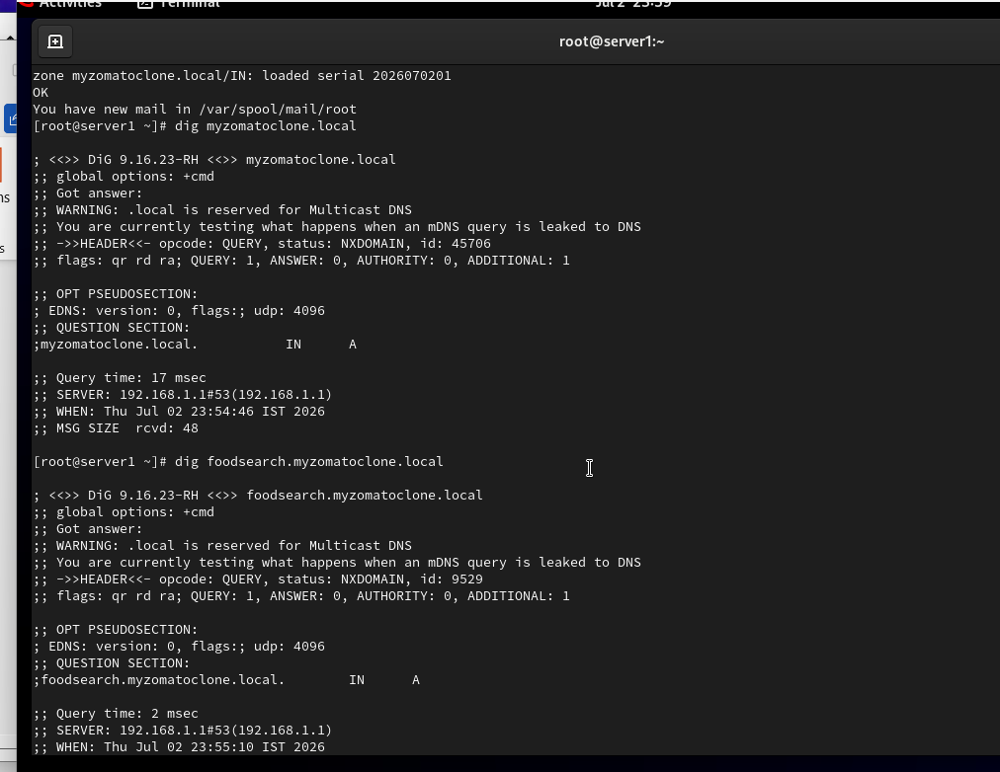 Activities Terminal Jul 2 23:59
root@server1:~
zone myzomatoclone.local/IN: loaded serial 2026070201
OK
You have new mail in /var/spool/mail/root
[root@server1 ~]# dig myzomatoclone.local

; <<>> DiG 9.16.23-RH <<>> myzomatoclone.local
;; global options: +cmd
;; Got answer:
;; WARNING: .local is reserved for Multicast DNS
;; You are currently testing what happens when an mDNS query is leaked to DNS
;; ->>HEADER<<- opcode: QUERY, status: NXDOMAIN, id: 45706
;; flags: qr rd ra; QUERY: 1, ANSWER: 0, AUTHORITY: 0, ADDITIONAL: 1

;; OPT PSEUDOSECTION:
; EDNS: version: 0, flags:; udp: 4096
;; QUESTION SECTION:
;myzomatoclone.local. IN A

;; Query time: 17 msec
;; SERVER: 192.168.1.1#53(192.168.1.1)
;; WHEN: Thu Jul 02 23:54:46 IST 2026
;; MSG SIZE rcvd: 48

[root@server1 ~]# dig foodsearch.myzomatoclone.local

; <<>> DiG 9.16.23-RH <<>> foodsearch.myzomatoclone.local
;; global options: +cmd
;; Got answer:
;; WARNING: .local is reserved for Multicast DNS
;; You are currently testing what happens when an mDNS query is leaked to DNS
;; ->>HEADER<<- opcode: QUERY, status: NXDOMAIN, id: 9529
;; flags: qr rd ra; QUERY: 1, ANSWER: 0, AUTHORITY: 0, ADDITIONAL: 1

;; OPT PSEUDOSECTION:
; EDNS: version: 0, flags:; udp: 4096
;; QUESTION SECTION:
;foodsearch.myzomatoclone.local. IN A

;; Query time: 2 msec
;; SERVER: 192.168.1.1#53(192.168.1.1)
;; WHEN: Thu Jul 02 23:55:10 IST 2026